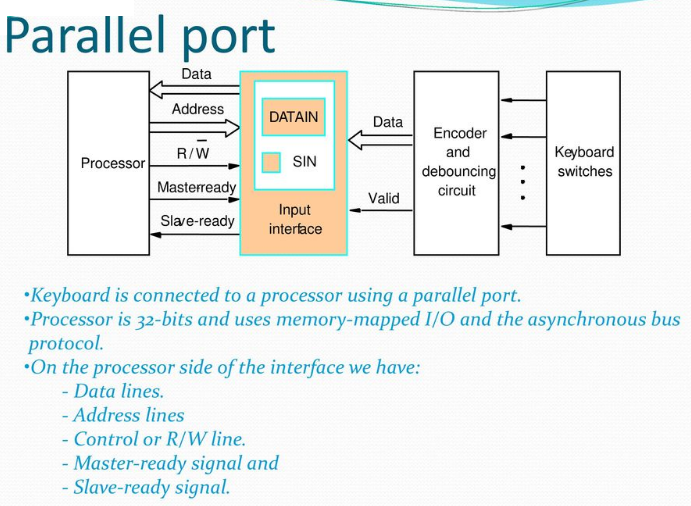 Parallel port
Data
Address
R/W̅
Master-ready
Slave-ready
Processor
DATAIN
SIN
Input
interface
Data
Valid
Encoder
and
debouncing
circuit
Keyboard
switches
•Keyboard is connected to a processor using a parallel port.
•Processor is 32-bits and uses memory-mapped I/O and the asynchronous bus
protocol.
•On the processor side of the interface we have:
- Data lines.
- Address lines
- Control or R/W line.
- Master-ready signal and
- Slave-ready signal.